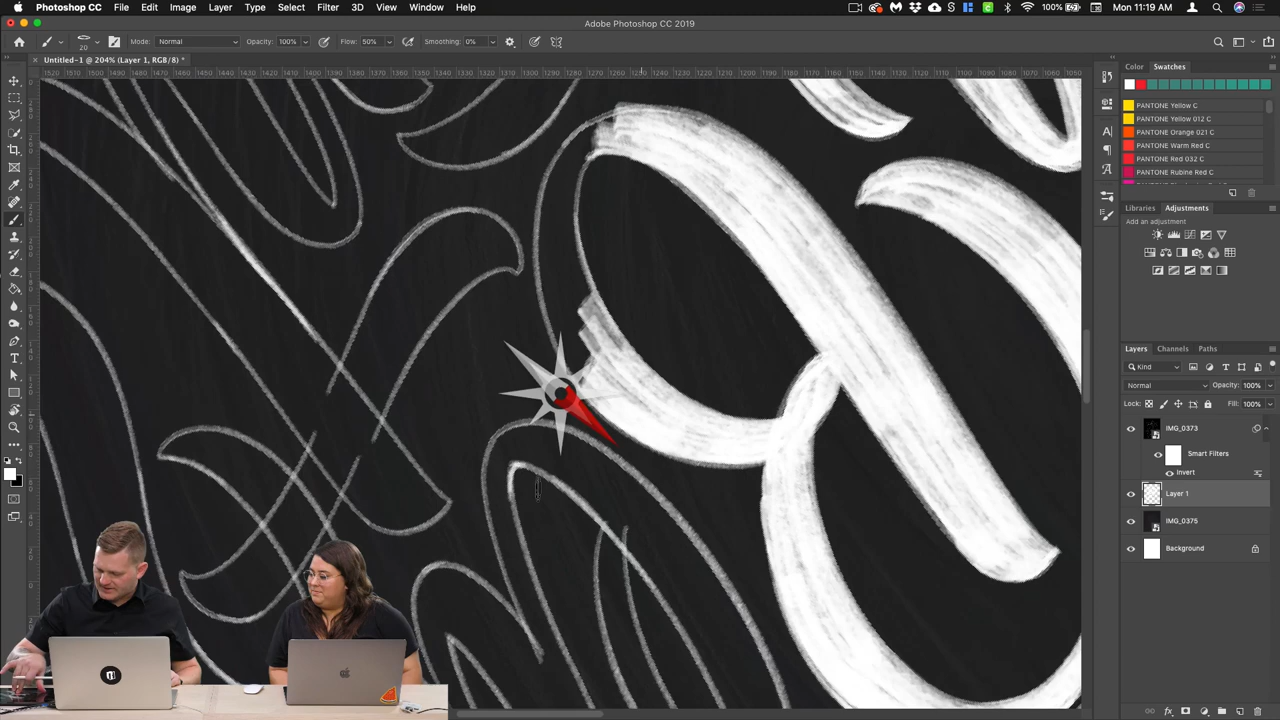 Photoshop CC File Edit Image Layer Type Select Filter 3D View Window Help 100% Mon 11:19 AM
Adobe Photoshop CC 2019
20 Mode: Normal Opacity: 100% Flow: 50% Smoothing: 0%
× Untitled-1 @ 204% (Layer 1, RGB/8) *
Color Swatches
PANTONE Yellow C
PANTONE Yellow 012 C
PANTONE Orange 021 C
PANTONE Warm Red C
PANTONE Red 032 C
PANTONE Rubine Red C
Libraries Adjustments
Add an adjustment
Layers Channels Paths
Kind
Normal Opacity: 100%
Lock: Fill: 100%
IMG_0373
Smart Filters
Invert
Layer 1
IMG_0375
Background